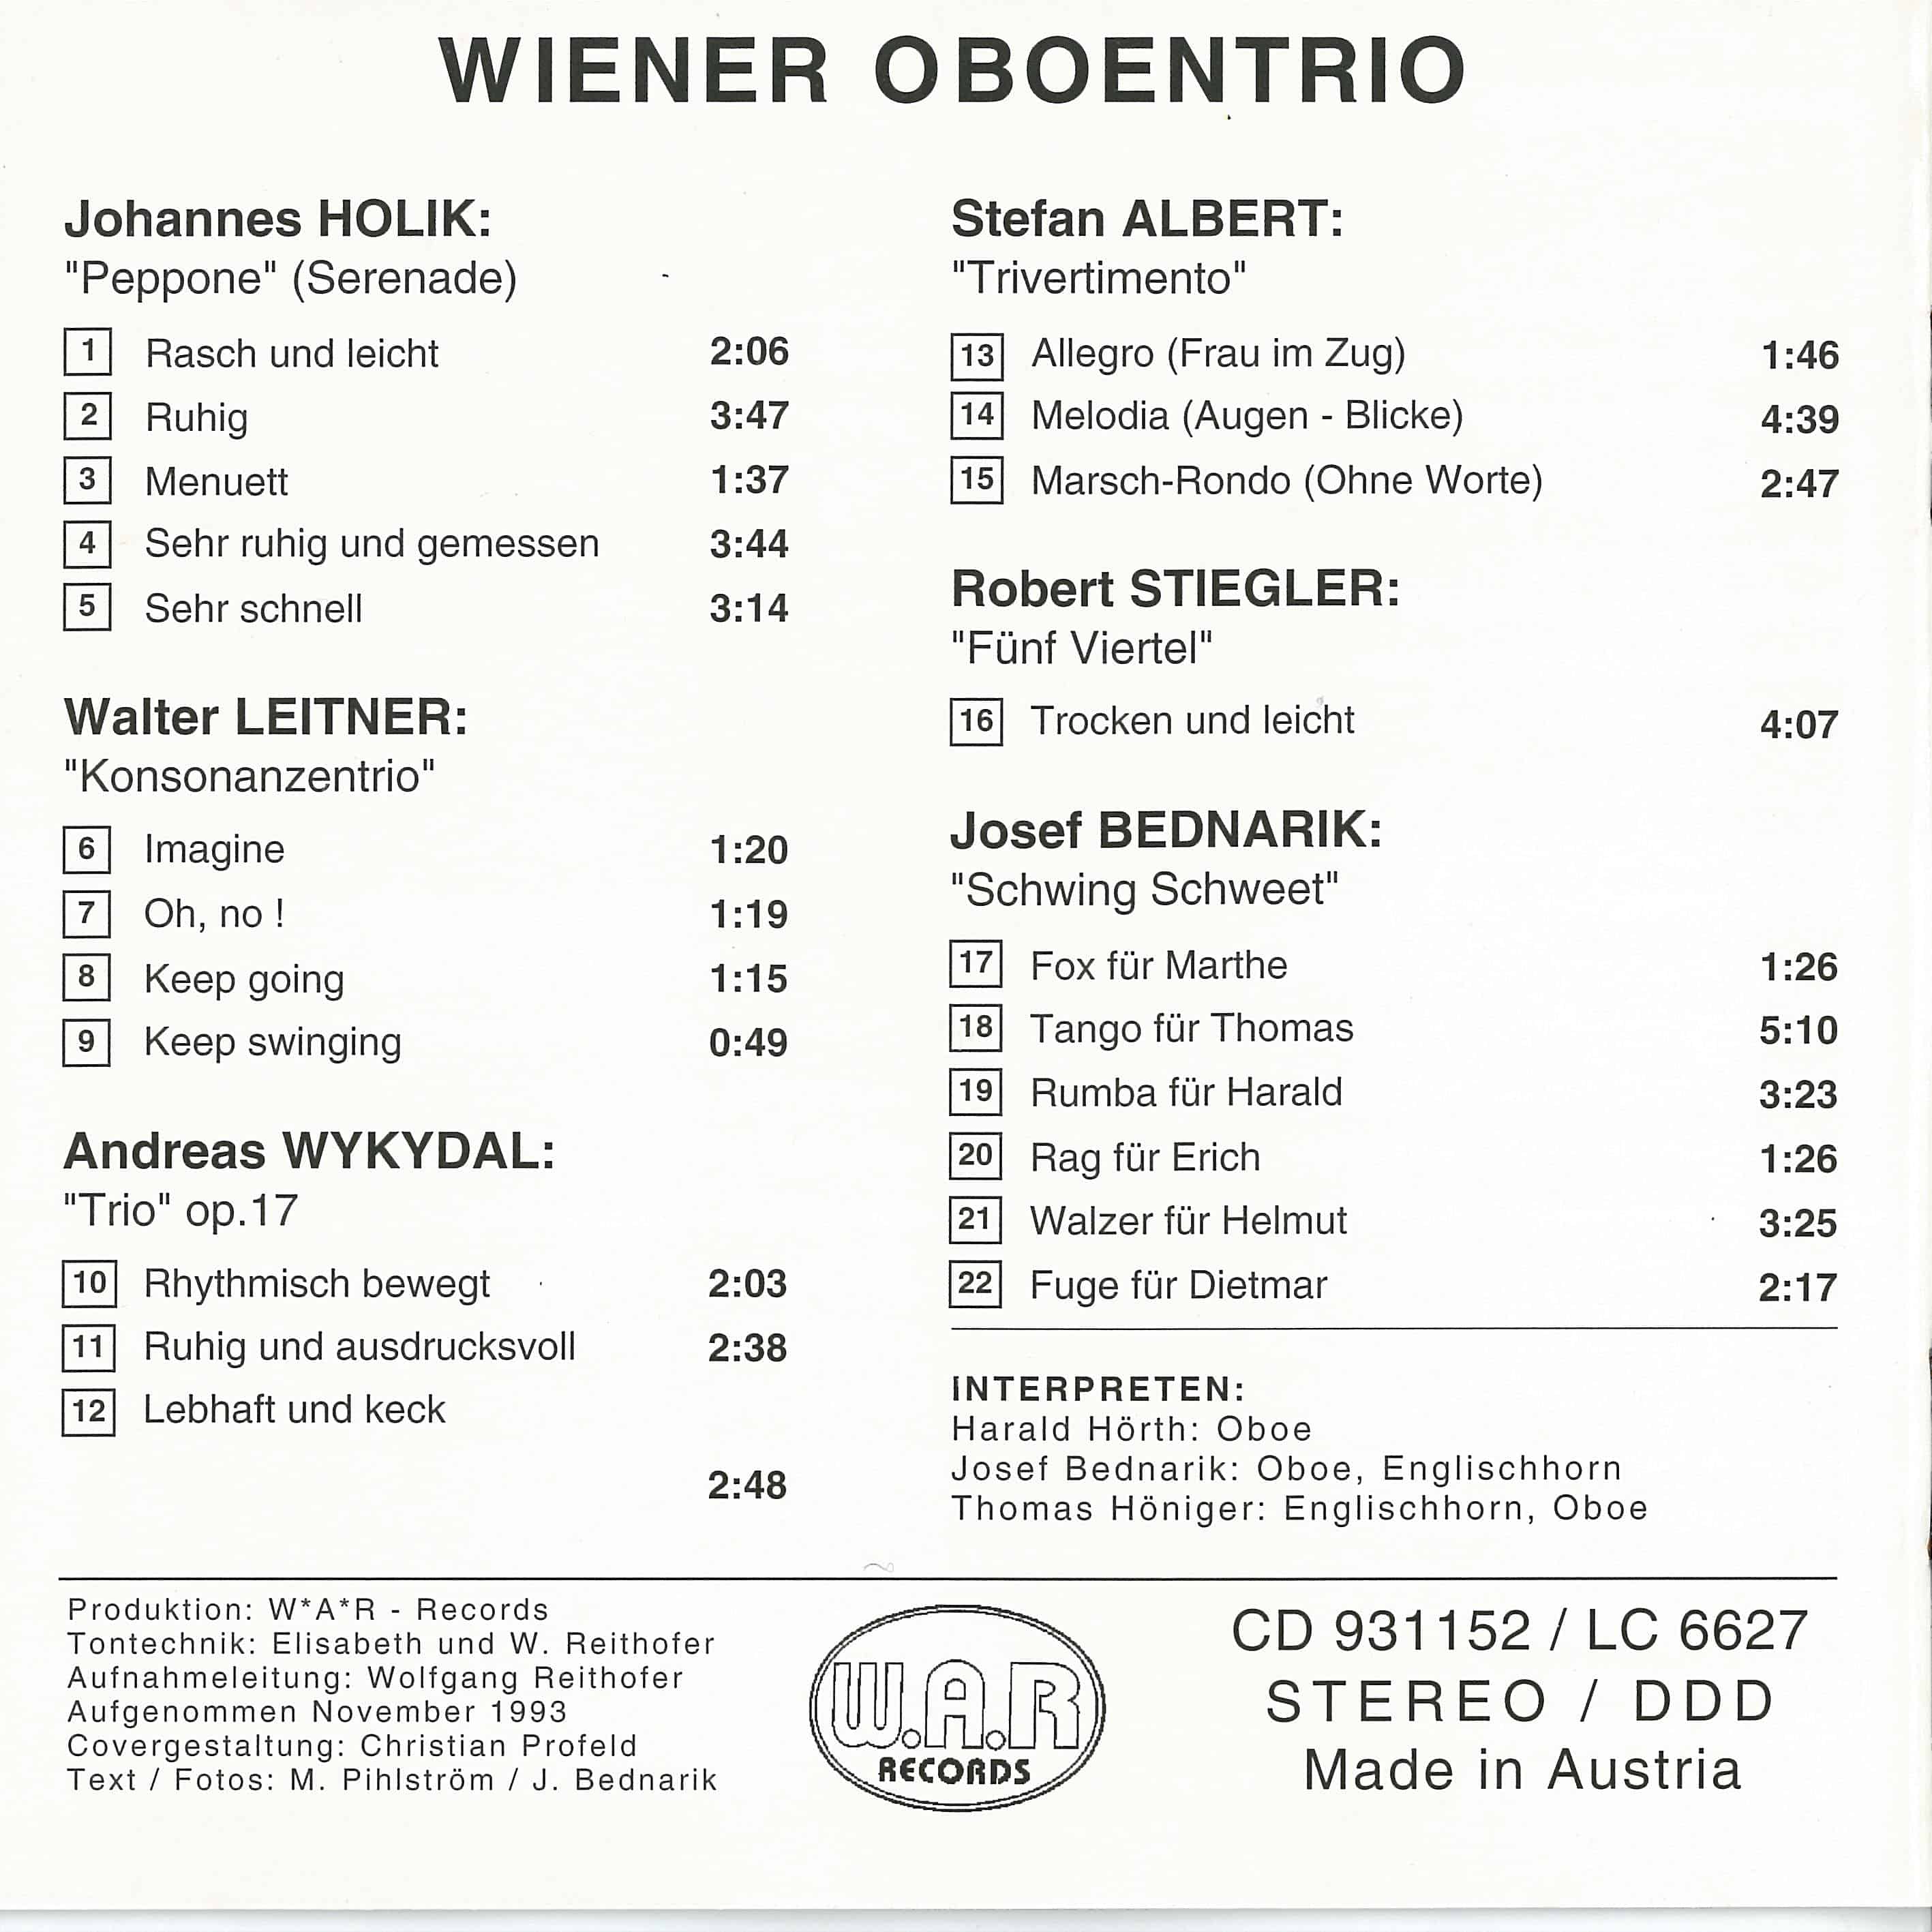 WIENER OBOENTRIO
Johannes HOLIK:
"Peppone" (Serenade)
1 Rasch und leicht 2:06
2 Ruhig 3:47
3 Menuett 1:37
4 Sehr ruhig und gemessen 3:44
5 Sehr schnell 3:14
Walter LEITNER:
"Konsonanzentrio"
6 Imagine 1:20
7 Oh, no ! 1:19
8 Keep going 1:15
9 Keep swinging 0:49
Andreas WYKYDAL:
"Trio" op.17
10 Rhythmisch bewegt 2:03
11 Ruhig und ausdrucksvoll 2:38
12 Lebhaft und keck
2:48
Stefan ALBERT:
"Trivertimento"
13 Allegro (Frau im Zug) 1:46
14 Melodia (Augen - Blicke) 4:39
15 Marsch-Rondo (Ohne Worte) 2:47
Robert STIEGLER:
"Fünf Viertel"
16 Trocken und leicht 4:07
Josef BEDNARIK:
"Schwing Schweet"
17 Fox für Marthe 1:26
18 Tango für Thomas 5:10
19 Rumba für Harald 3:23
20 Rag für Erich 1:26
21 Walzer für Helmut 3:25
22 Fuge für Dietmar 2:17
INTERPRETEN:
Harald Hörth: Oboe
Josef Bednarik: Oboe, Englischhorn
Thomas Höniger: Englischhorn, Oboe
Produktion: W*A*R - Records
Tontechnik: Elisabeth und W. Reithofer
Aufnahmeleitung: Wolfgang Reithofer
Aufgenommen November 1993
Covergestaltung: Christian Profeld
Text / Fotos: M. Pihlström / J. Bednarik
W.A.R
RECORDS
CD 931152 / LC 6627
STEREO / DDD
Made in Austria